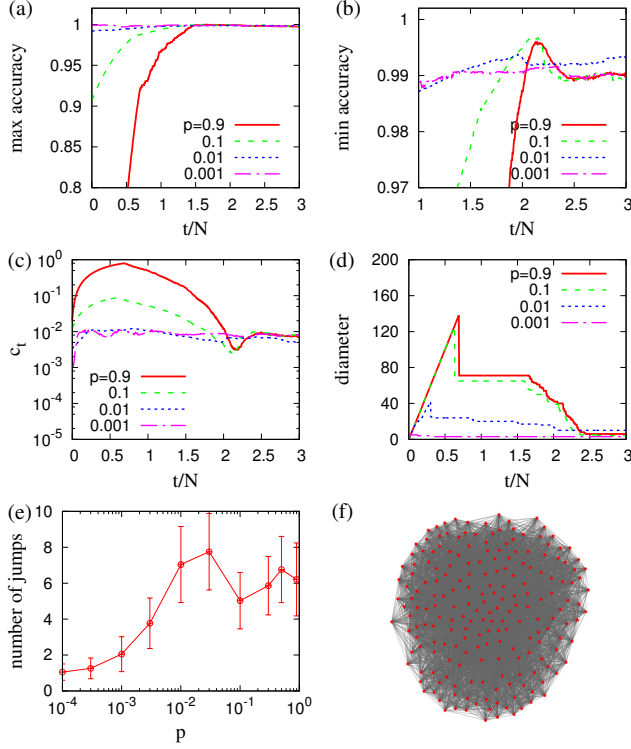 (a)
max accuracy
1
0.95
0.9
0.85
0.8
p=0.9
0.1
0.01
0.001
0 0.5 1 1.5 2 2.5 3
t/N
(b)
min accuracy
0.99
0.98
0.97
p=0.9
0.1
0.01
0.001
1 1.5 2 2.5 3
t/N
(c)
c_t
10^0
10^-1
10^-2
10^-3
10^-4
10^-5
p=0.9
0.1
0.01
0.001
0 0.5 1 1.5 2 2.5 3
t/N
(d)
diameter
200
160
120
80
40
0
p=0.9
0.1
0.01
0.001
0 0.5 1 1.5 2 2.5 3
t/N
(e)
number of jumps
10
8
6
4
2
0
10^-4 10^-3 10^-2 10^-1 10^0
p
(f)